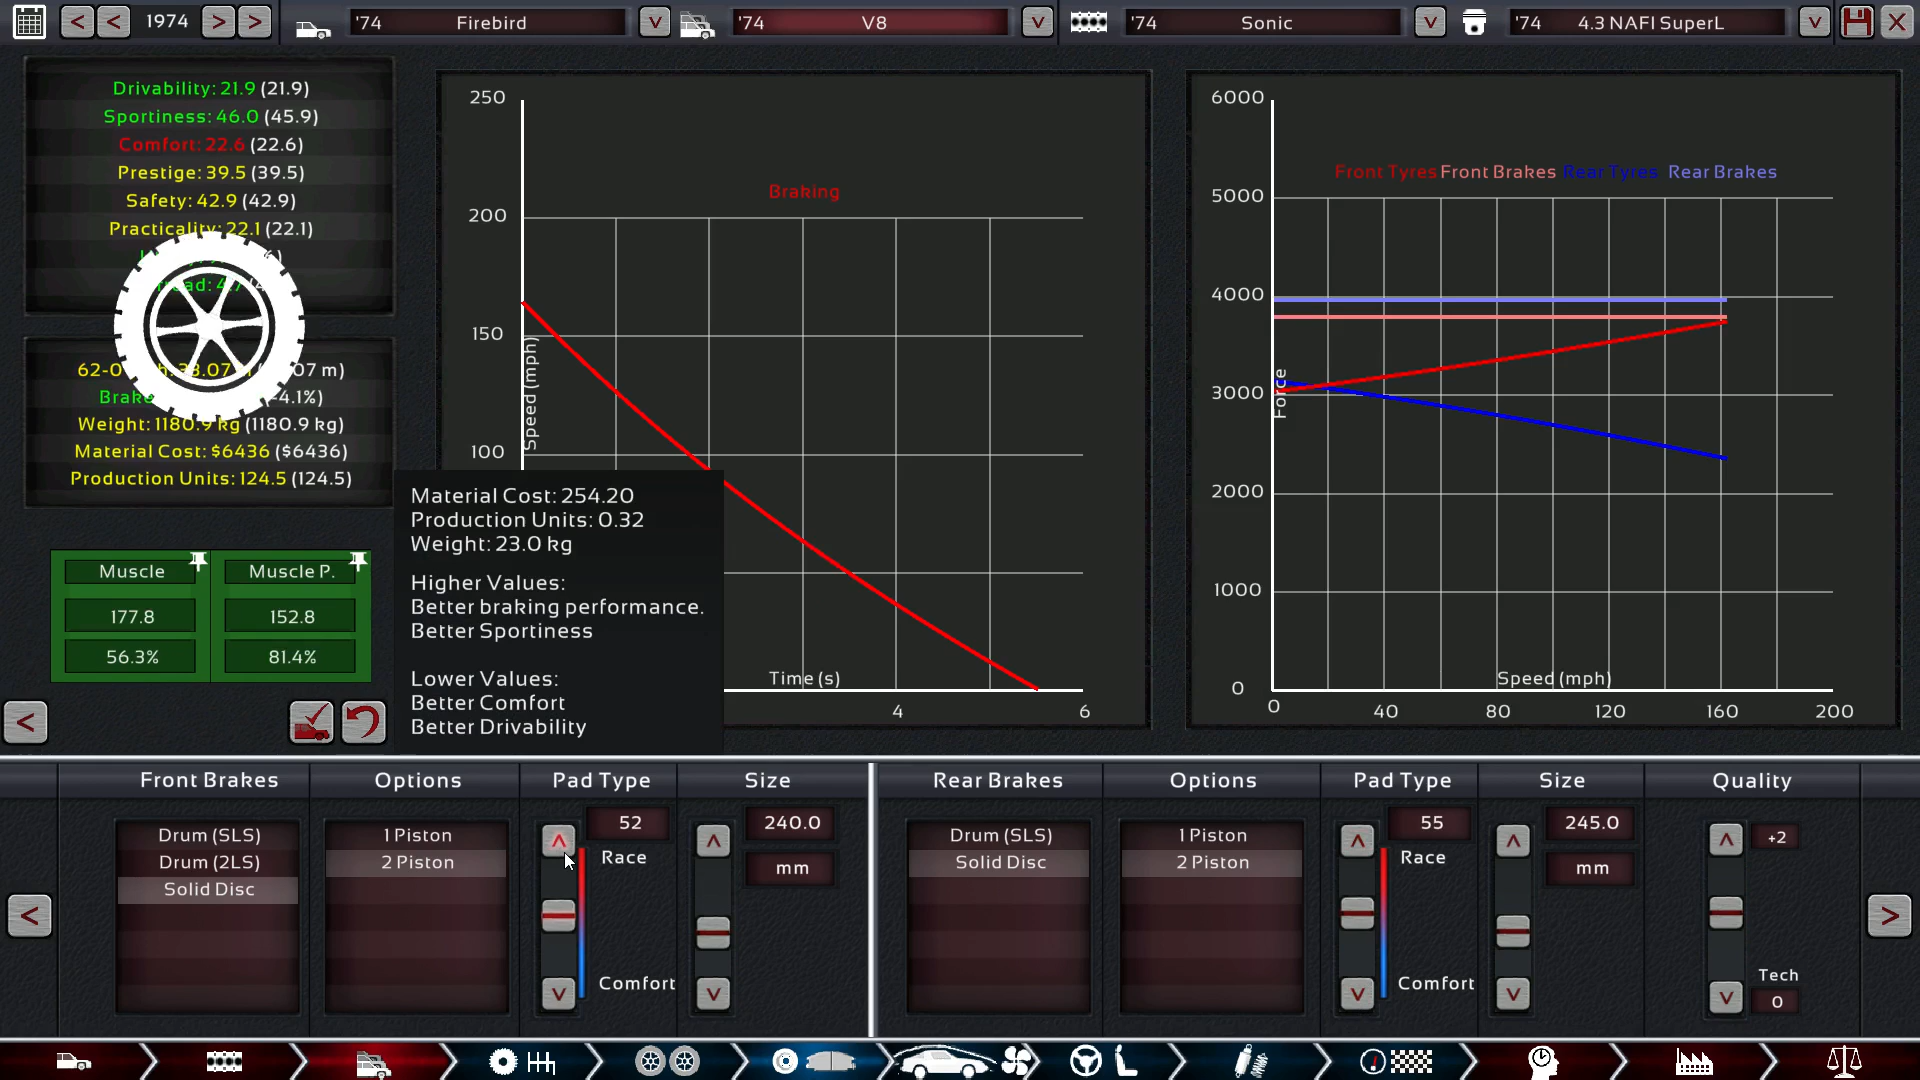 1974
'74 Firebird
'74 V8
'74 Sonic
'74 4.3 NAFI SuperL
Drivability: 21.9 (21.9)
Sportiness: 46.0 (45.9)
Comfort: 22.6 (22.6)
Prestige: 39.5 (39.5)
Safety: 42.9 (42.9)
Practicality: 22.1 (22.1)
Weight: 1180.9 kg (1180.9 kg)
Material Cost: $6436 ($6436)
Production Units: 124.5 (124.5)
Muscle
177.8
56.3%
Muscle P.
152.8
81.4%
250
200
150
100
Braking
Speed (mph)
Time (s)
4
6
6000
5000
4000
3000
2000
1000
0
Front Tyres Front Brakes Rear Tyres Rear Brakes
Force
Speed (mph)
0 40 80 120 160 200
Material Cost: 254.20
Production Units: 0.32
Weight: 23.0 kg
Higher Values:
Better braking performance.
Better Sportiness
Lower Values:
Better Comfort
Better Drivability
Front Brakes
Drum (SLS)
Drum (2LS)
Solid Disc
Options
1 Piston
2 Piston
Pad Type
52
Race
Comfort
Size
240.0
mm
Rear Brakes
Drum (SLS)
Solid Disc
Options
1 Piston
2 Piston
Pad Type
55
Race
Comfort
Size
245.0
mm
Quality
+2
Tech
0